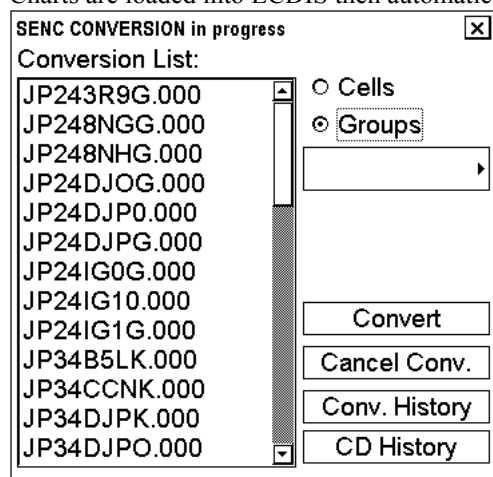 Charts are loaded into ECDIS then automatic
SENC CONVERSION in progress
Conversion List:
JP243R9G.000
JP248NGG.000
JP248NHG.000
JP24DJOG.000
JP24DJP0.000
JP24DJPG.000
JP24IG0G.000
JP24IG10.000
JP24IG1G.000
JP34B5LK.000
JP34CCNK.000
JP34DJPK.000
JP34DJPO.000
Cells
Groups
Convert
Cancel Conv.
Conv. History
CD History